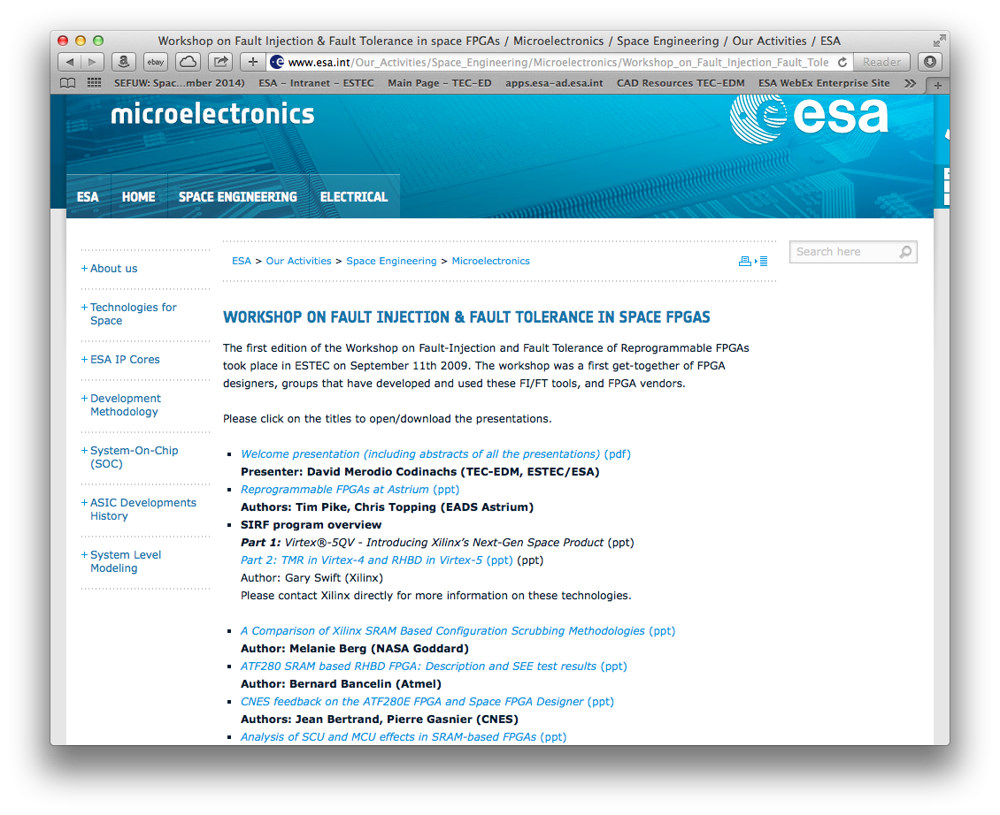 Workshop on Fault Injection & Fault Tolerance in space FPGAs / Microelectronics / Space Engineering / Our Activities / ESA
ebay
www.esa.int/Our_Activities/Space_Engineering/Microelectronics/Workshop_on_Fault_Injection_Fault_Tole
Reader
SEFUW: Spac...mber 2014) ESA – Intranet – ESTEC Main Page – TEC-ED apps.esa-ad.esa.int CAD Resources TEC-EDM ESA WebEx Enterprise Site
microelectronics
esa
ESA HOME SPACE ENGINEERING ELECTRICAL
+ About us
+ Technologies for
Space
+ ESA IP Cores
+ Development
Methodology
+ System-On-Chip
(SOC)
+ ASIC Developments
History
+ System Level
Modeling
ESA > Our Activities > Space Engineering > Microelectronics
Search here
WORKSHOP ON FAULT INJECTION & FAULT TOLERANCE IN SPACE FPGAS
The first edition of the Workshop on Fault-Injection and Fault Tolerance of Reprogrammable FPGAs
took place in ESTEC on September 11th 2009. The workshop was a first get-together of FPGA
designers, groups that have developed and used these FI/FT tools, and FPGA vendors.
Please click on the titles to open/download the presentations.
Welcome presentation (including abstracts of all the presentations) (pdf)
Presenter: David Merodio Codinachs (TEC-EDM, ESTEC/ESA)
Reprogrammable FPGAs at Astrium (ppt)
Authors: Tim Pike, Chris Topping (EADS Astrium)
SIRF program overview
Part 1: Virtex®-5QV - Introducing Xilinx's Next-Gen Space Product (ppt)
Part 2: TMR in Virtex-4 and RHBD in Virtex-5 (ppt) (ppt)
Author: Gary Swift (Xilinx)
Please contact Xilinx directly for more information on these technologies.
A Comparison of Xilinx SRAM Based Configuration Scrubbing Methodologies (ppt)
Author: Melanie Berg (NASA Goddard)
ATF280 SRAM based RHBD FPGA: Description and SEE test results (ppt)
Author: Bernard Bancelin (Atmel)
CNES feedback on the ATF280E FPGA and Space FPGA Designer (ppt)
Authors: Jean Bertrand, Pierre Gasnier (CNES)
Analysis of SCU and MCU effects in SRAM-based FPGAs (ppt)